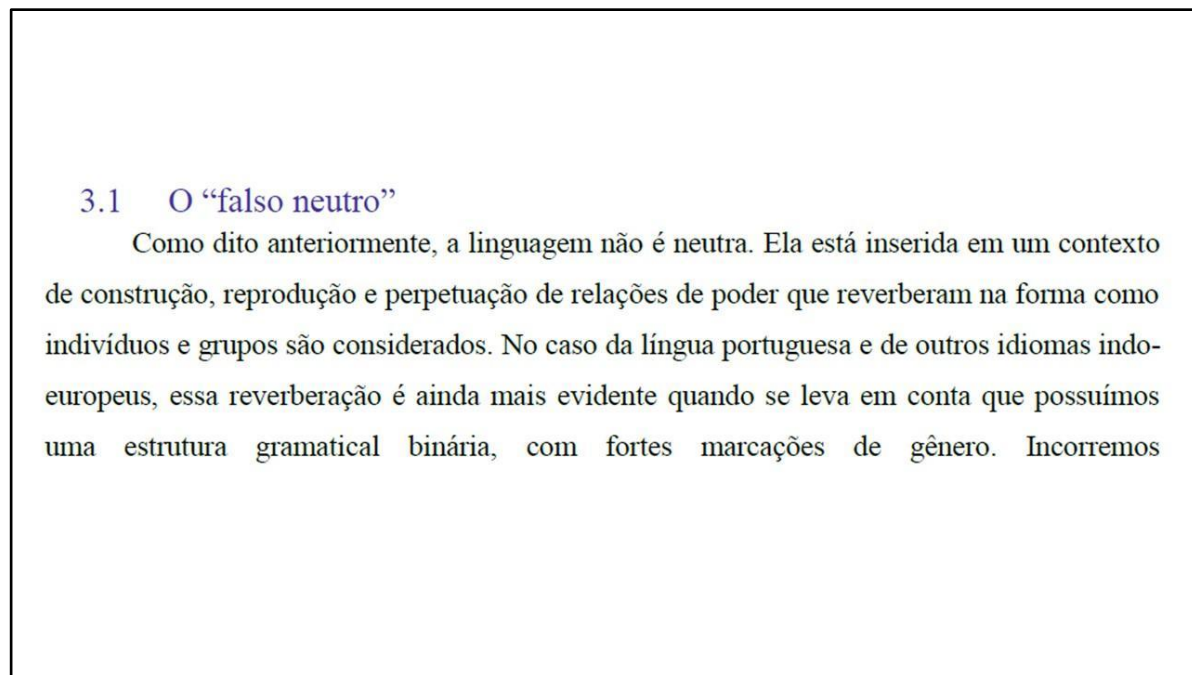 3.1 O “falso neutro”
Como dito anteriormente, a linguagem não é neutra. Ela está inserida em um contexto
de construção, reprodução e perpetuação de relações de poder que reverberam na forma como
indivíduos e grupos são considerados. No caso da língua portuguesa e de outros idiomas indo-
europeus, essa reverberação é ainda mais evidente quando se leva em conta que possuímos
uma estrutura gramatical binária, com fortes marcações de gênero. Incorremos